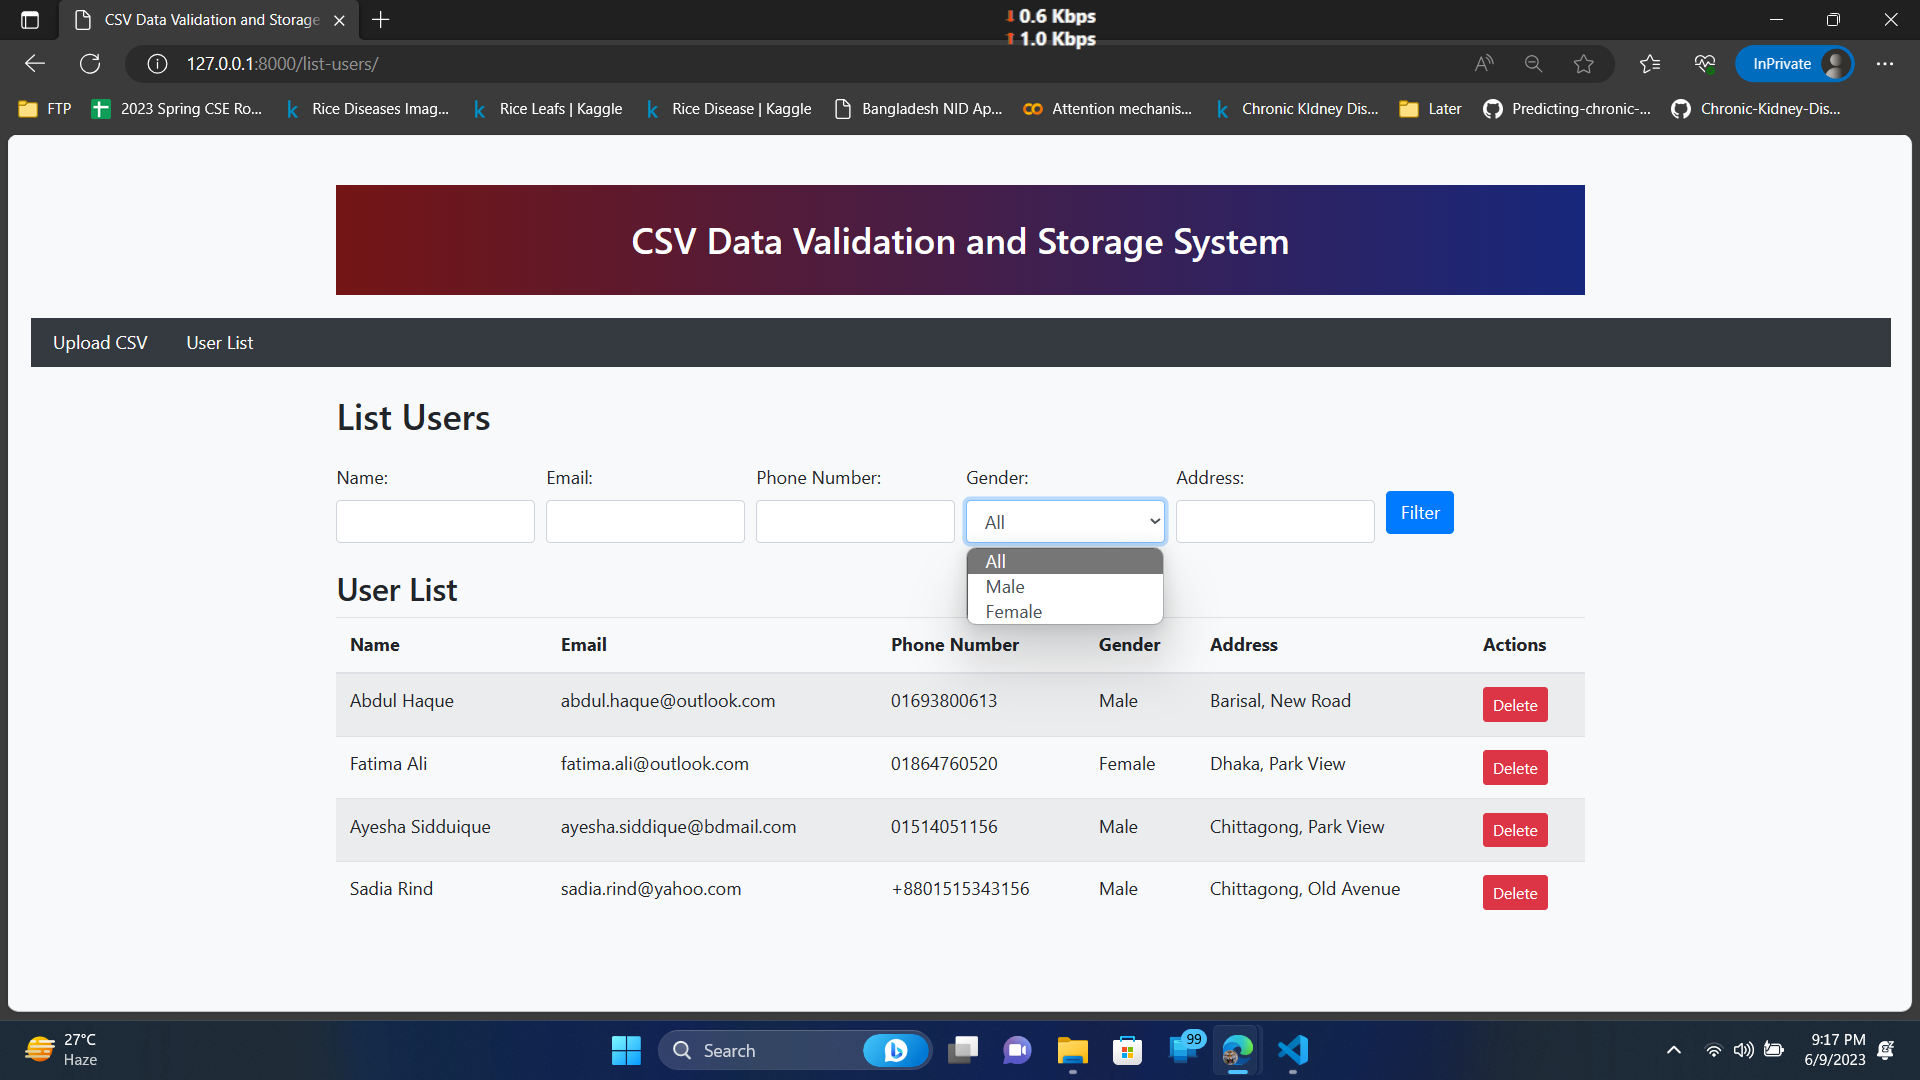 CSV Data Validation and Storage
0.6 Kbps
1.0 Kbps
127.0.0.1:8000/list-users/
InPrivate
FTP
2023 Spring CSE Ro...
Rice Diseases Imag...
Rice Leafs | Kaggle
Rice Disease | Kaggle
Bangladesh NID Ap...
Attention mechanis...
Chronic KIdney Dis...
Later
Predicting-chronic-...
Chronic-Kidney-Dis...
CSV Data Validation and Storage System
Upload CSV User List
List Users
Name: Email: Phone Number: Gender: Address:
All
Filter
All
Male
Female
User List
Name Email Phone Number Gender Address Actions
Abdul Haque abdul.haque@outlook.com 01693800613 Male Barisal, New Road Delete
Fatima Ali fatima.ali@outlook.com 01864760520 Female Dhaka, Park View Delete
Ayesha Sidduique ayesha.siddique@bdmail.com 01514051156 Male Chittagong, Park View Delete
Sadia Rind sadia.rind@yahoo.com +8801515343156 Male Chittagong, Old Avenue Delete
27°C
Haze
Search
99
9:17 PM
6/9/2023